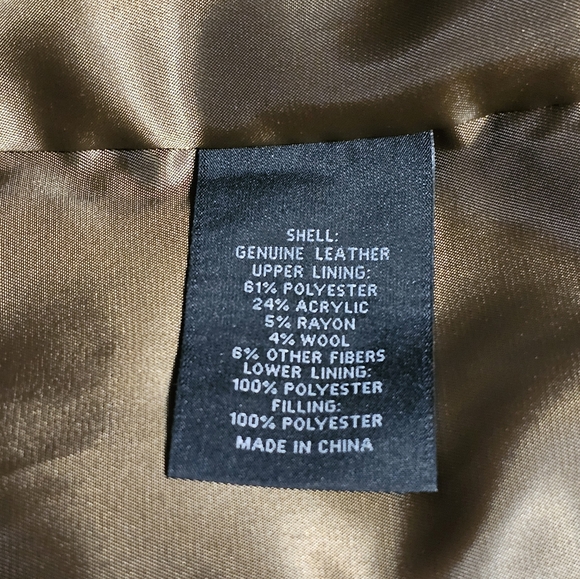 SHELL:
GENUINE LEATHER
UPPER LINING:
61% POLYESTER
24% ACRYLIC
5% RAYON
4% WOOL
6% OTHER FIBERS
LOWER LINING:
100% POLYESTER
FILLING:
100% POLYESTER
MADE IN CHINA